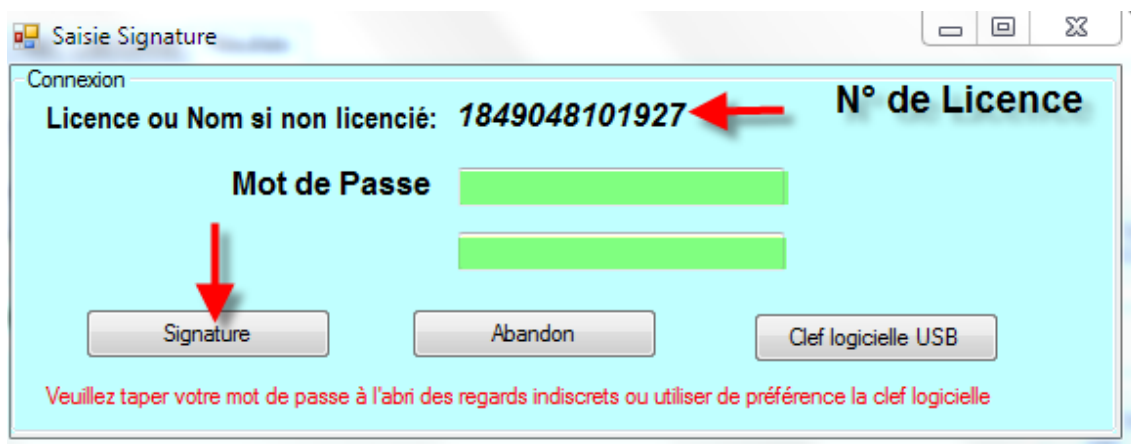 Saisie Signature
Connexion
Licence ou Nom si non licencié: 1849048101927 N° de Licence
Mot de Passe
Signature Abandon Clef logicielle USB
Veuillez taper votre mot de passe à l'abri des regards indiscrets ou utiliser de préférence la clef logicielle